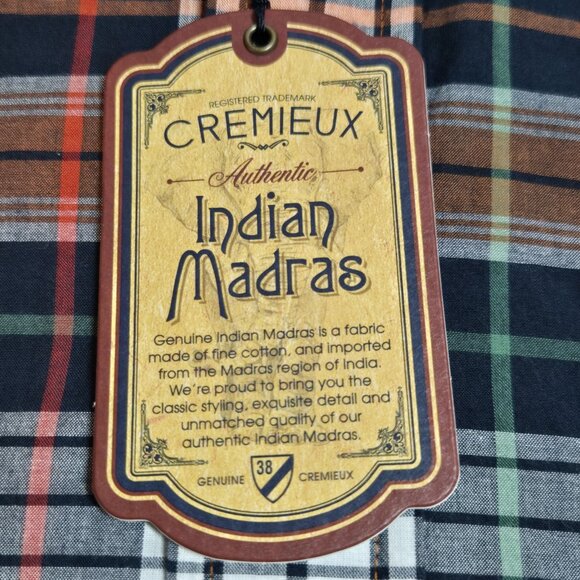 REGISTERED TRADEMARK
CREMIEUX
Authentic
Indian
Madras
Genuine Indian Madras is a fabric
made of fine cotton, and imported
from the Madras region of India.
We're proud to bring you the
classic styling, exquisite detail and
unmatched quality of our
authentic Indian Madras.
GENUINE 38 CREMIEUX